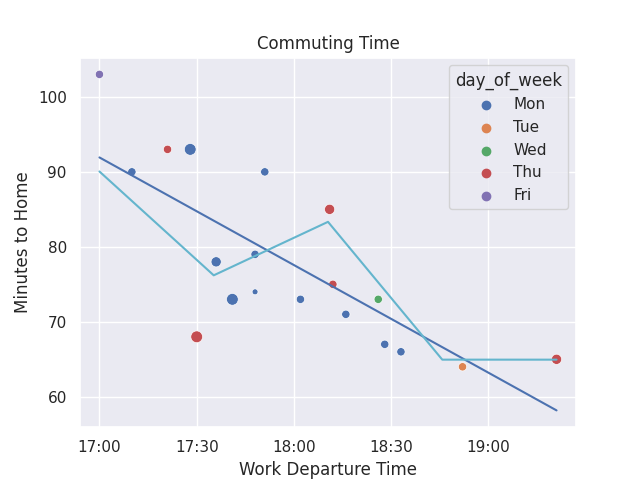 Commuting Time
day_of_week
Mon
Tue
Wed
Thu
Fri
Minutes to Home
100
90
80
70
60
17:00 17:30 18:00 18:30 19:00
Work Departure Time